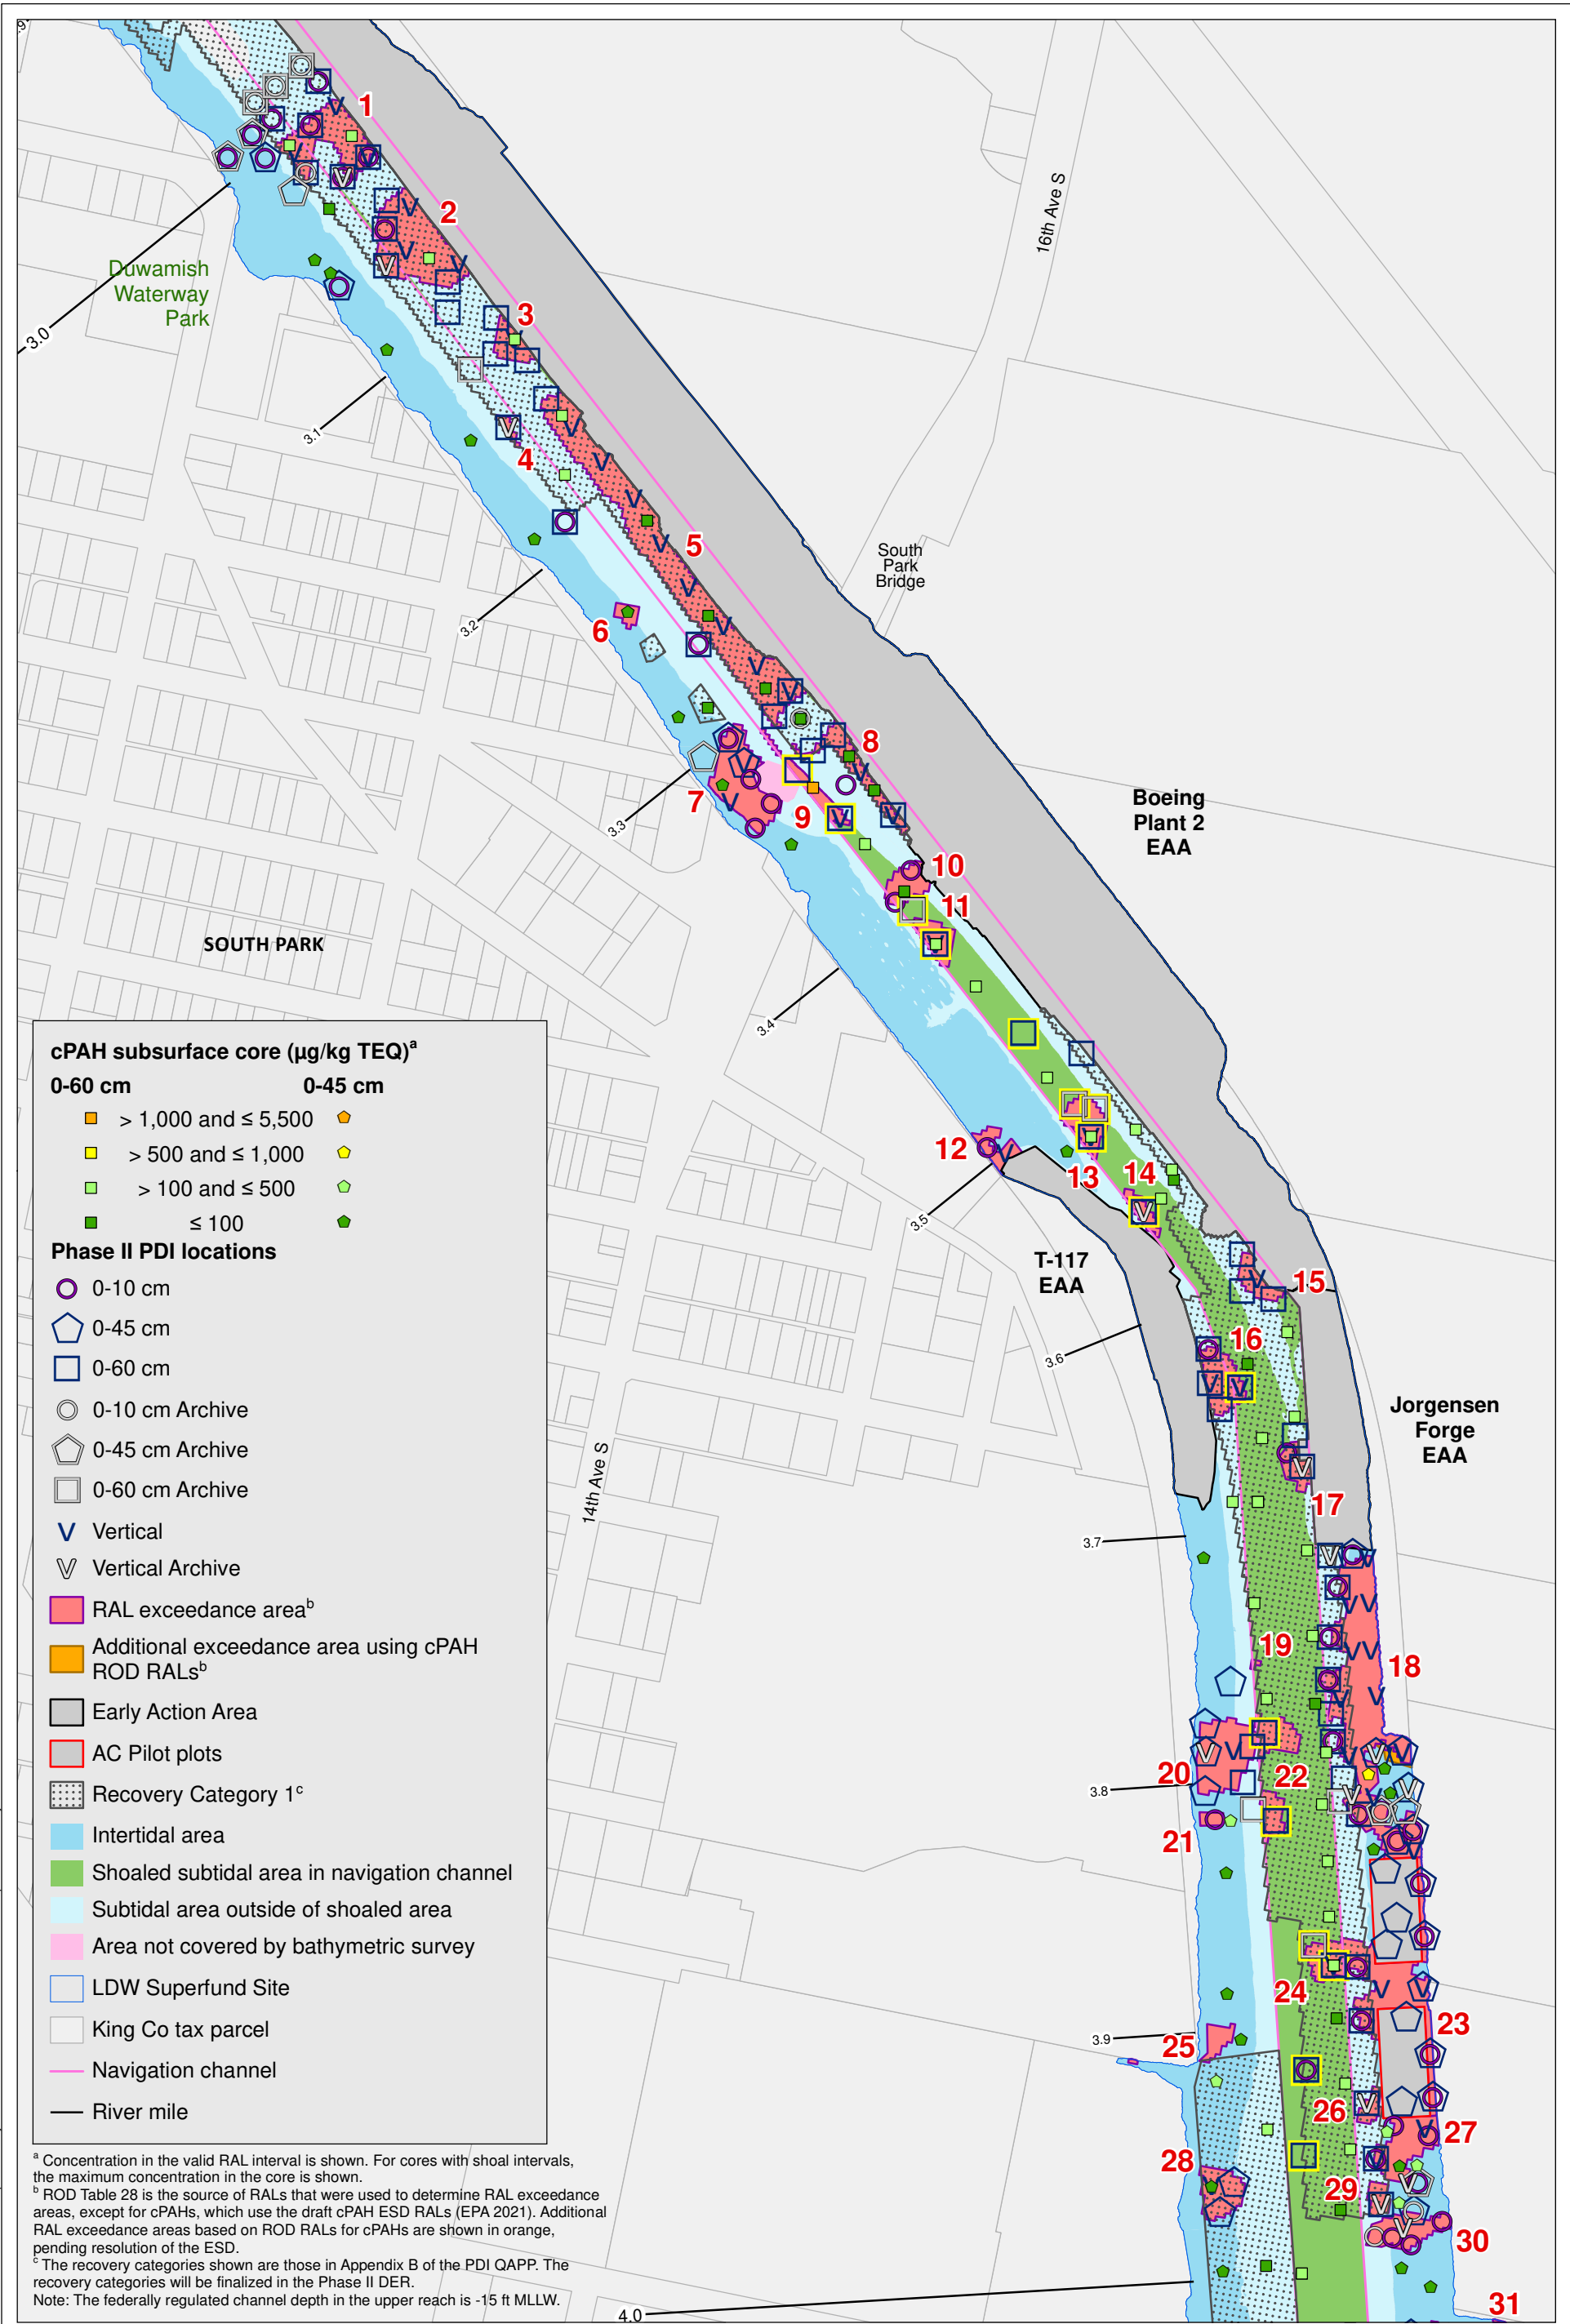 1
2
Duwamish
Waterway
Park
3.0
3
3.1
4
16th Ave S
5
South
Park
Bridge
3.2
6
8
7
9
3.3
Boeing
Plant 2
EAA
10
11
SOUTH PARK
3.4
12
13
14
3.5
T-117
EAA
15
3.6
16
Jorgensen
Forge
EAA
14th Ave S
17
3.7
19
18
20
22
3.8
21
24
23
3.9
25
26
27
28
29
30
31
4.0
cPAH subsurface core (µg/kg TEQ)a
0-60 cm 0-45 cm
> 1,000 and ≤ 5,500
> 500 and ≤ 1,000
> 100 and ≤ 500
≤ 100
Phase II PDI locations
0-10 cm
0-45 cm
0-60 cm
0-10 cm Archive
0-45 cm Archive
0-60 cm Archive
V Vertical
V Vertical Archive
RAL exceedance areab
Additional exceedance area using cPAH
ROD RALsb
Early Action Area
AC Pilot plots
Recovery Category 1c
Intertidal area
Shoaled subtidal area in navigation channel
Subtidal area outside of shoaled area
Area not covered by bathymetric survey
LDW Superfund Site
King Co tax parcel
Navigation channel
River mile
a Concentration in the valid RAL interval is shown. For cores with shoal intervals,
the maximum concentration in the core is shown.
b ROD Table 28 is the source of RALs that were used to determine RAL exceedance
areas, except for cPAHs, which use the draft cPAH ESD RALs (EPA 2021). Additional
RAL exceedance areas based on ROD RALs for cPAHs are shown in orange,
pending resolution of the ESD.
c The recovery categories shown are those in Appendix B of the PDI QAPP. The
recovery categories will be finalized in the Phase II DER.
Note: The federally regulated channel depth in the upper reach is -15 ft MLLW.